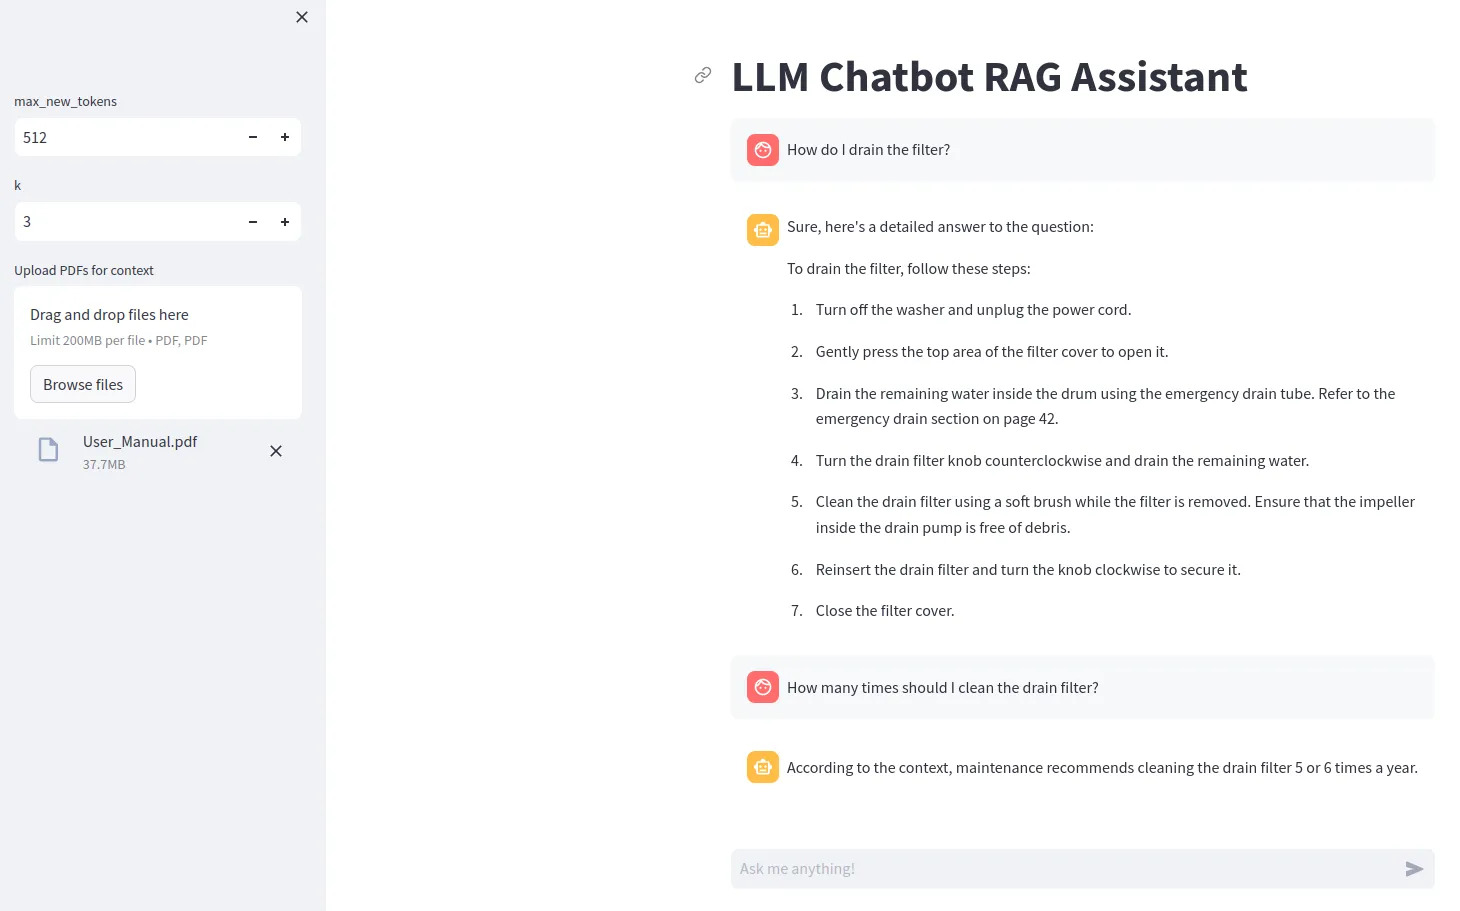 max_new_tokens
512
k
3
Upload PDFs for context
Drag and drop files here
Limit 200MB per file • PDF, PDF
Browse files
User_Manual.pdf
37.7MB
LLM Chatbot RAG Assistant
How do I drain the filter?
Sure, here's a detailed answer to the question:
To drain the filter, follow these steps:
1. Turn off the washer and unplug the power cord.
2. Gently press the top area of the filter cover to open it.
3. Drain the remaining water inside the drum using the emergency drain tube. Refer to the
emergency drain section on page 42.
4. Turn the drain filter knob counterclockwise and drain the remaining water.
5. Clean the drain filter using a soft brush while the filter is removed. Ensure that the impeller
inside the drain pump is free of debris.
6. Reinsert the drain filter and turn the knob clockwise to secure it.
7. Close the filter cover.
How many times should I clean the drain filter?
According to the context, maintenance recommends cleaning the drain filter 5 or 6 times a year.
Ask me anything!